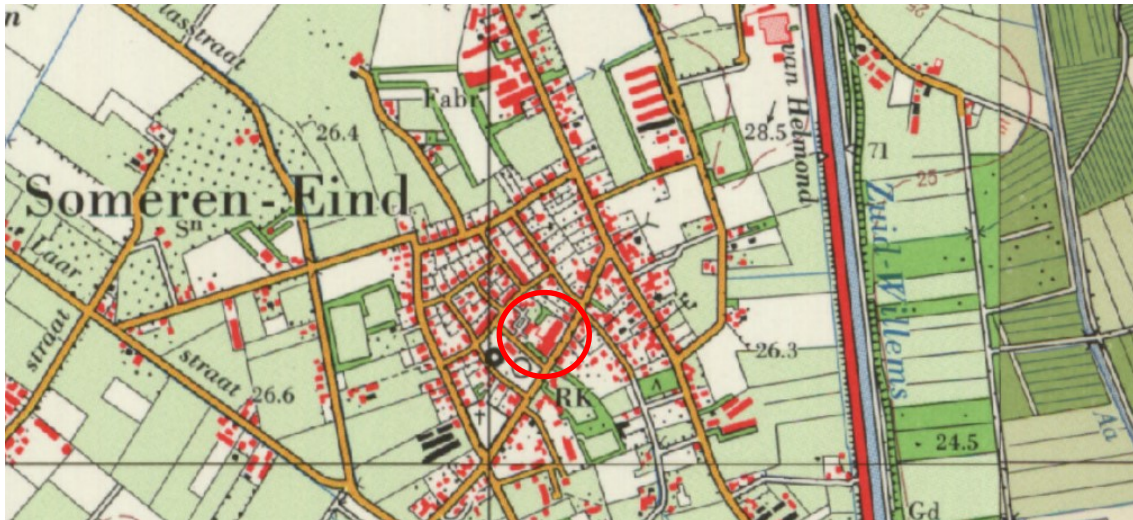 n
lasstraat
Fabr
van Helmond
26.4
28.5
71
25
26
Someren-Eind
Sn
Zuid-Willems
Laar
straat
straat
26.6
26.3
RK
24.5
Aa
Gd